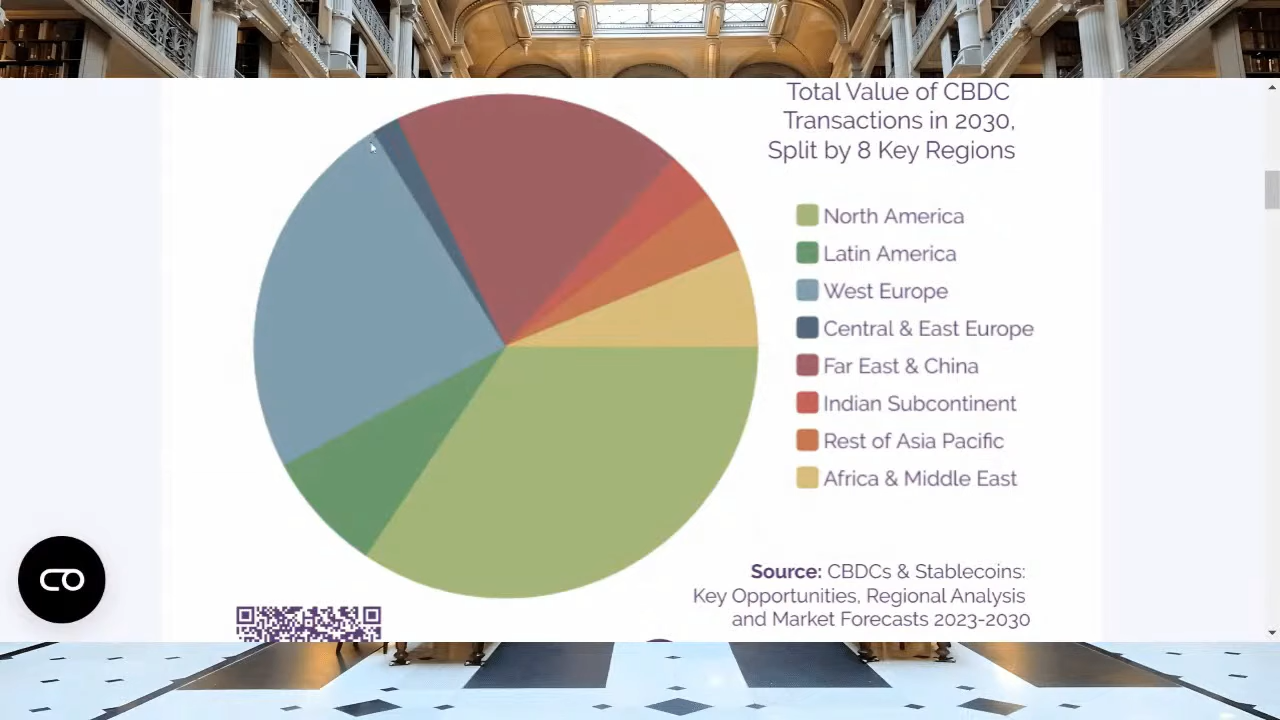 Total Value of CBDC
Transactions in 2030,
Split by 8 Key Regions
North America
Latin America
West Europe
Central & East Europe
Far East & China
Indian Subcontinent
Rest of Asia Pacific
Africa & Middle East
Source: CBDCs & Stablecoins:
Key Opportunities, Regional Analysis
and Market Forecasts 2023-2030